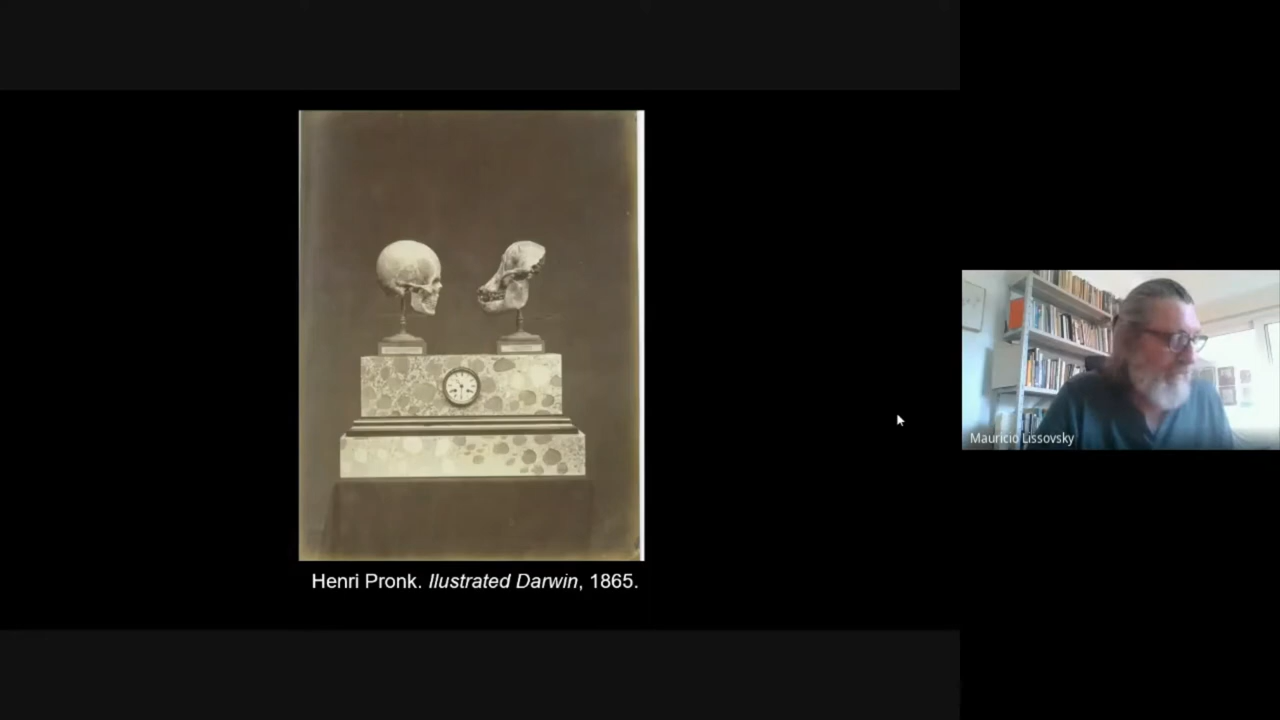 Henri Pronk. Ilustrated Darwin, 1865.
Mauricio Lissovsky